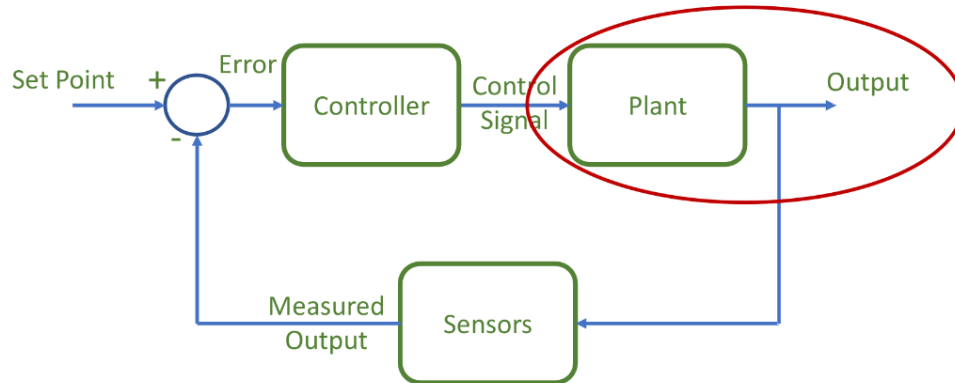 Set Point
+
-
Error
Controller
Control
Signal
Plant
Output
Measured
Output
Sensors